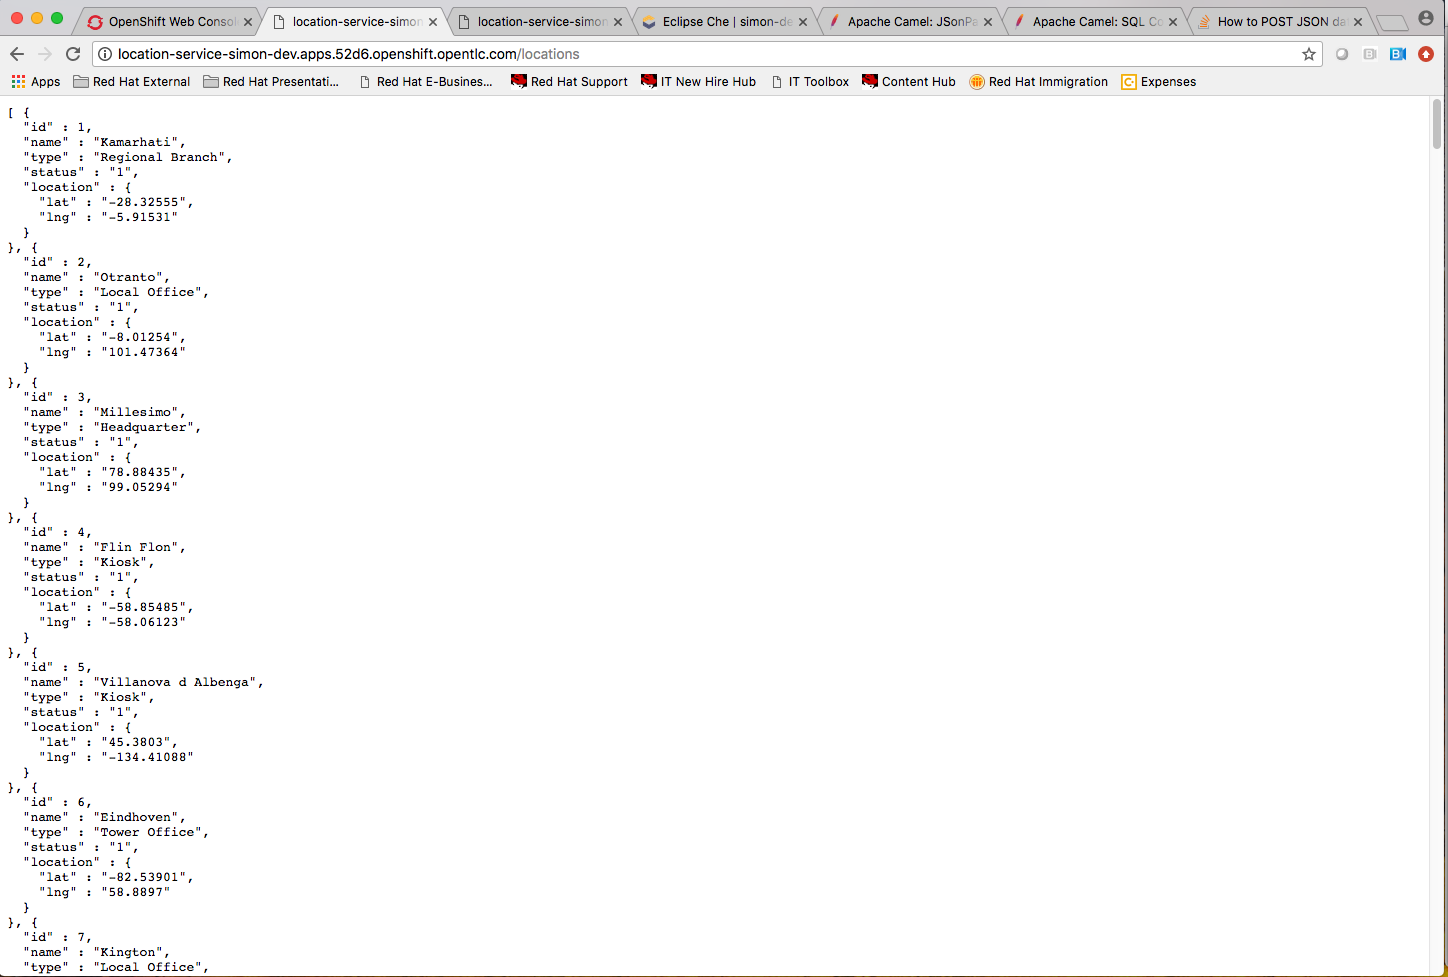 OpenShift Web Consol
location-service-simon
location-service-simon
Eclipse Che | simon-de
Apache Camel: JSonPa
Apache Camel: SQL Co
How to POST JSON da
location-service-simon-dev.apps.52d6.openshift.opentlc.com/locations
Apps
Red Hat External
Red Hat Presentati...
Red Hat E-Busines...
Red Hat Support
IT New Hire Hub
IT Toolbox
Content Hub
Red Hat Immigration
Expenses
[ {
"id" : 1,
"name" : "Kamarhati",
"type" : "Regional Branch",
"status" : "1",
"location" : {
"lat" : "-28.32555",
"lng" : "-5.91531"
}
}, {
"id" : 2,
"name" : "Otranto",
"type" : "Local Office",
"status" : "1",
"location" : {
"lat" : "-8.01254",
"lng" : "101.47364"
}
}, {
"id" : 3,
"name" : "Millesimo",
"type" : "Headquarter",
"status" : "1",
"location" : {
"lat" : "78.88435",
"lng" : "99.05294"
}
}, {
"id" : 4,
"name" : "Flin Flon",
"type" : "Kiosk",
"status" : "1",
"location" : {
"lat" : "-58.85485",
"lng" : "-58.06123"
}
}, {
"id" : 5,
"name" : "Villanova d Albenga",
"type" : "Kiosk",
"status" : "1",
"location" : {
"lat" : "45.3803",
"lng" : "-134.41088"
}
}, {
"id" : 6,
"name" : "Eindhoven",
"type" : "Tower Office",
"status" : "1",
"location" : {
"lat" : "-82.53901",
"lng" : "58.8897"
}
}, {
"id" : 7,
"name" : "Kington",
"type" : "Local Office",